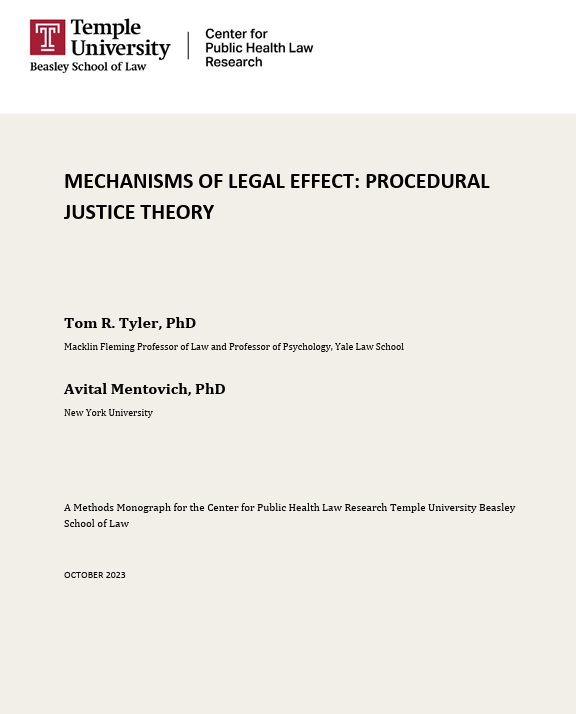 Temple
University
Beasley School of Law
Center for
Public Health Law
Research
MECHANISMS OF LEGAL EFFECT: PROCEDURAL
JUSTICE THEORY
Tom R. Tyler, PhD
Macklin Fleming Professor of Law and Professor of Psychology, Yale Law School
Avital Mentovich, PhD
New York University
A Methods Monograph for the Center for Public Health Law Research Temple University Beasley
School of Law
OCTOBER 2023